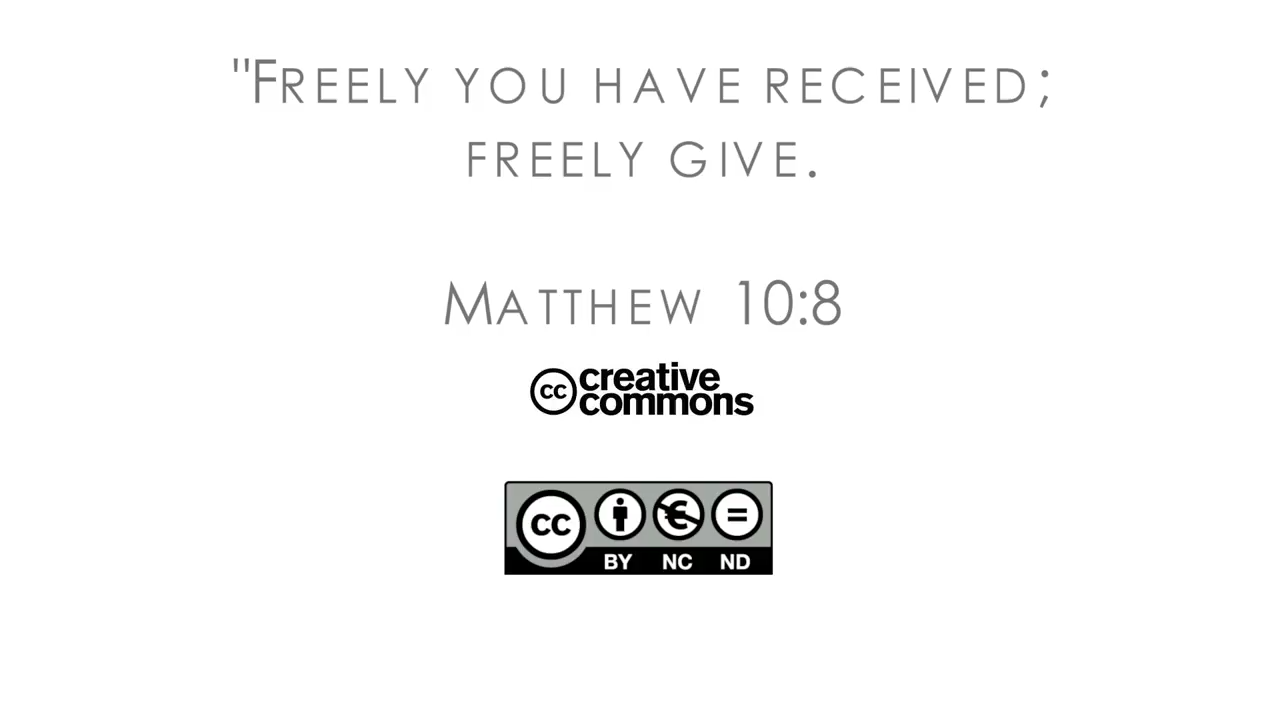 "FREELY YOU HAVE RECEIVED;
FREELY GIVE.
MATTHEW 10:8
cc creative
commons
cc
BY NC ND